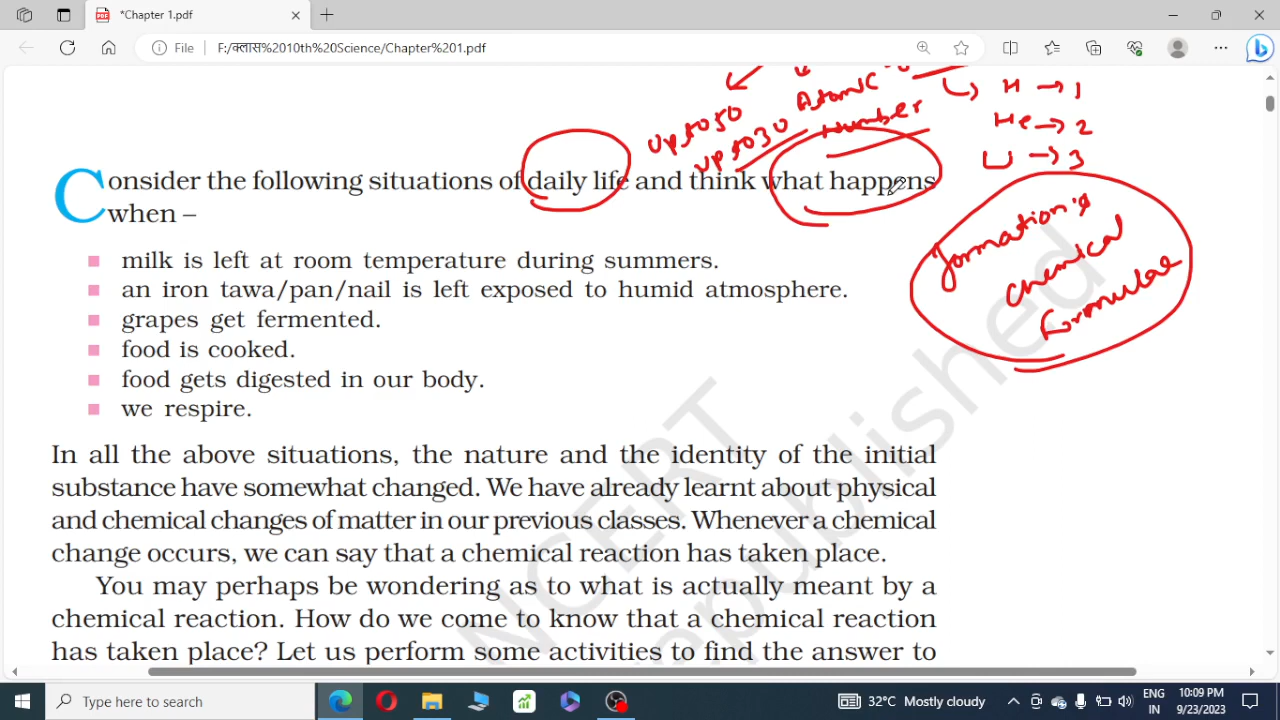 *Chapter 1.pdf
File F:/क्लास%2010th%20Science/Chapter%201.pdf
Atomic
Number
H → 1
He → 2
Li → 3
upto 50
upto 30
Consider the following situations of daily life and think what happens
when –
milk is left at room temperature during summers.
an iron tawa/pan/nail is left exposed to humid atmosphere.
grapes get fermented.
food is cooked.
food gets digested in our body.
we respire.
Formation of
chemical
formulae
In all the above situations, the nature and the identity of the initial
substance have somewhat changed. We have already learnt about physical
and chemical changes of matter in our previous classes. Whenever a chemical
change occurs, we can say that a chemical reaction has taken place.
You may perhaps be wondering as to what is actually meant by a
chemical reaction. How do we come to know that a chemical reaction
has taken place? Let us perform some activities to find the answer to
NCERT
republished
Type here to search
32°C Mostly cloudy
ENG
IN
10:09 PM
9/23/2023